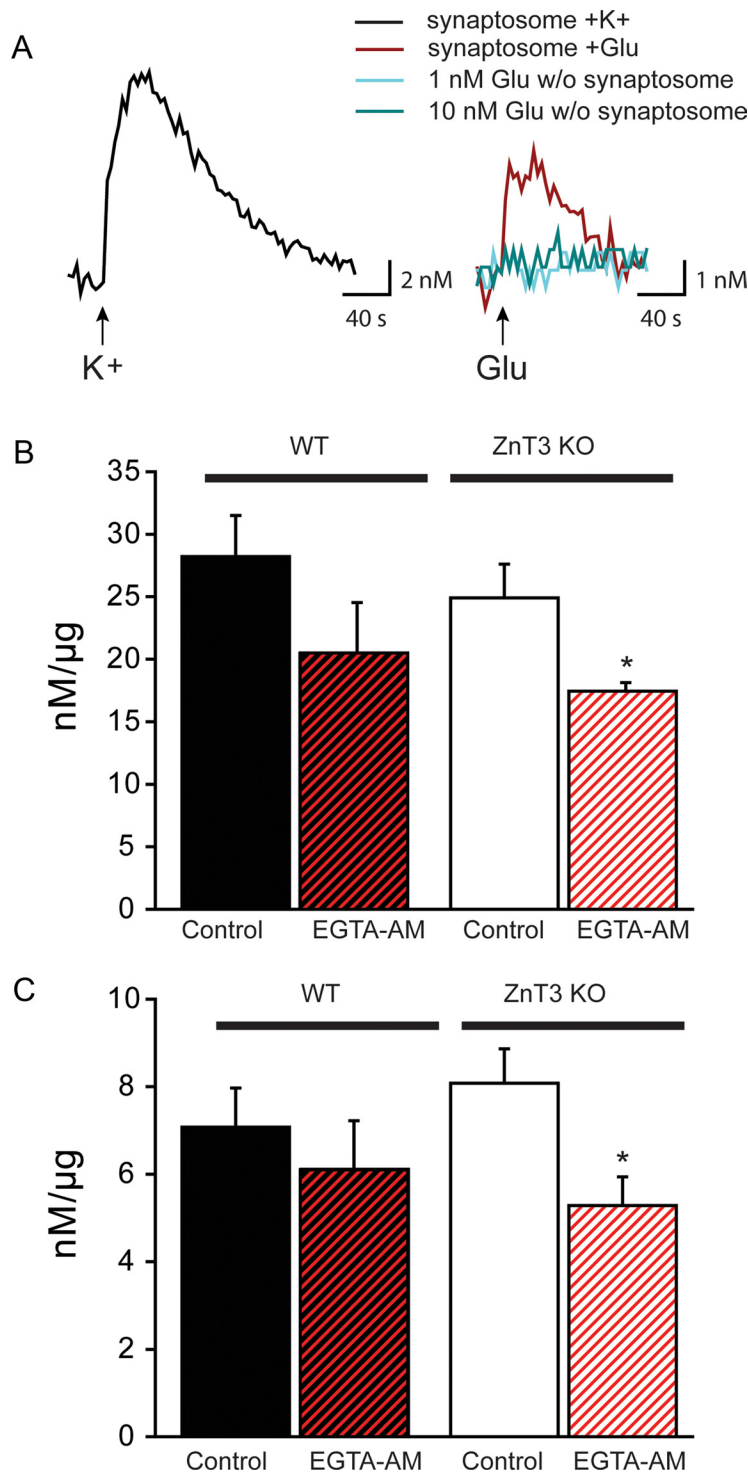 A
synaptosome +K+
synaptosome +Glu
1 nM Glu w/o synaptosome
10 nM Glu w/o synaptosome
2 nM
40 s
K+
1 nM
40 s
Glu
B
WT
ZnT3 KO
35
30
25
20
15
10
5
0
nM/µg
*
Control
EGTA-AM
Control
EGTA-AM
C
WT
ZnT3 KO
10
8
6
4
2
0
nM/µg
*
Control
EGTA-AM
Control
EGTA-AM